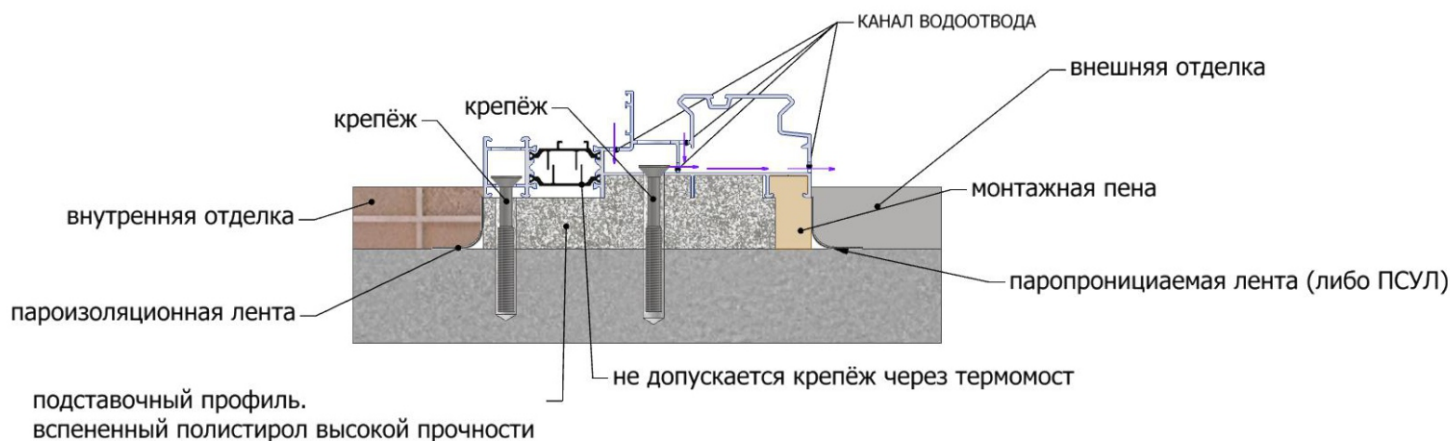 КАНАЛ ВОДООТВОДА
внешняя отделка
крепёж
крепёж
монтажная пена
внутренняя отделка
паропронициаемая лента (либо ПСУЛ)
пароизоляционная лента
не допускается крепёж через термомост
подставочный профиль.
вспененный полистирол высокой прочности